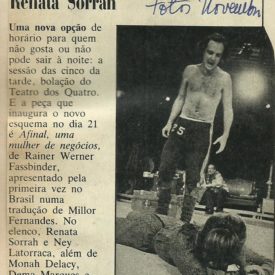 Renata Sorrah
Foto: Novembro
Uma nova opção de
horário para quem
não gosta ou não
pode sair à noite: a
sessão das cinco da
tarde, bolação do
Teatro dos Quatro.
E a peça que
inaugura o novo
esquema no dia 21
é Afinal, uma
mulher de negócios,
de Rainer Werner
Fassbinder,
apresentado pela
primeira vez no
Brasil numa
tradução de Millor
Fernandes. No
elenco, Renata
Sorrah e Ney
Latorraca, além de
Monah Delacy,